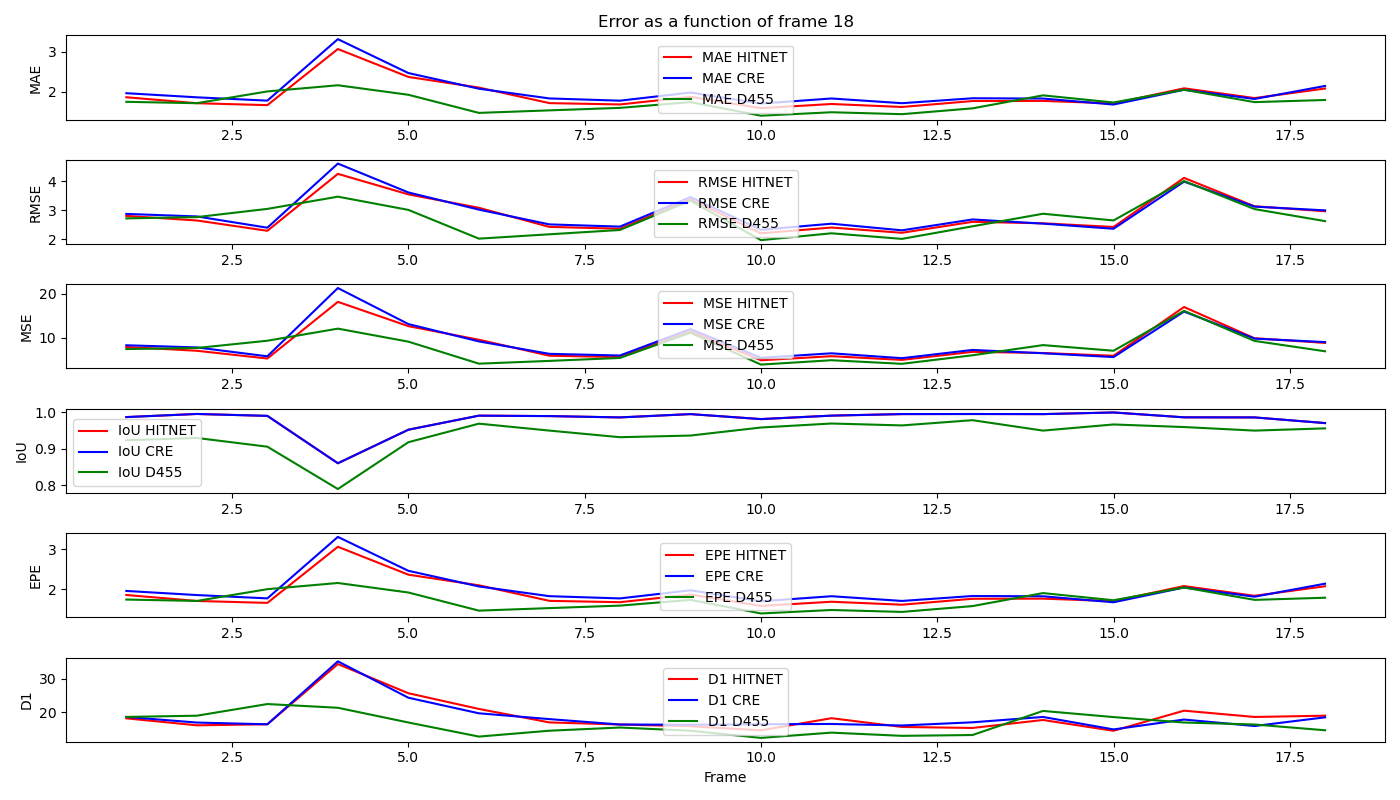 Error as a function of frame 18
3
2
MAE
MAE HITNET
MAE CRE
MAE D455
2.5 5.0 7.5 10.0 12.5 15.0 17.5
4
3
2
RMSE
RMSE HITNET
RMSE CRE
RMSE D455
2.5 5.0 7.5 10.0 12.5 15.0 17.5
20
10
MSE
MSE HITNET
MSE CRE
MSE D455
2.5 5.0 7.5 10.0 12.5 15.0 17.5
1.0
0.9
0.8
IoU
IoU HITNET
IoU CRE
IoU D455
2.5 5.0 7.5 10.0 12.5 15.0 17.5
3
2
EPE
EPE HITNET
EPE CRE
EPE D455
2.5 5.0 7.5 10.0 12.5 15.0 17.5
30
20
D1
D1 HITNET
D1 CRE
D1 D455
2.5 5.0 7.5 10.0 12.5 15.0 17.5
Frame